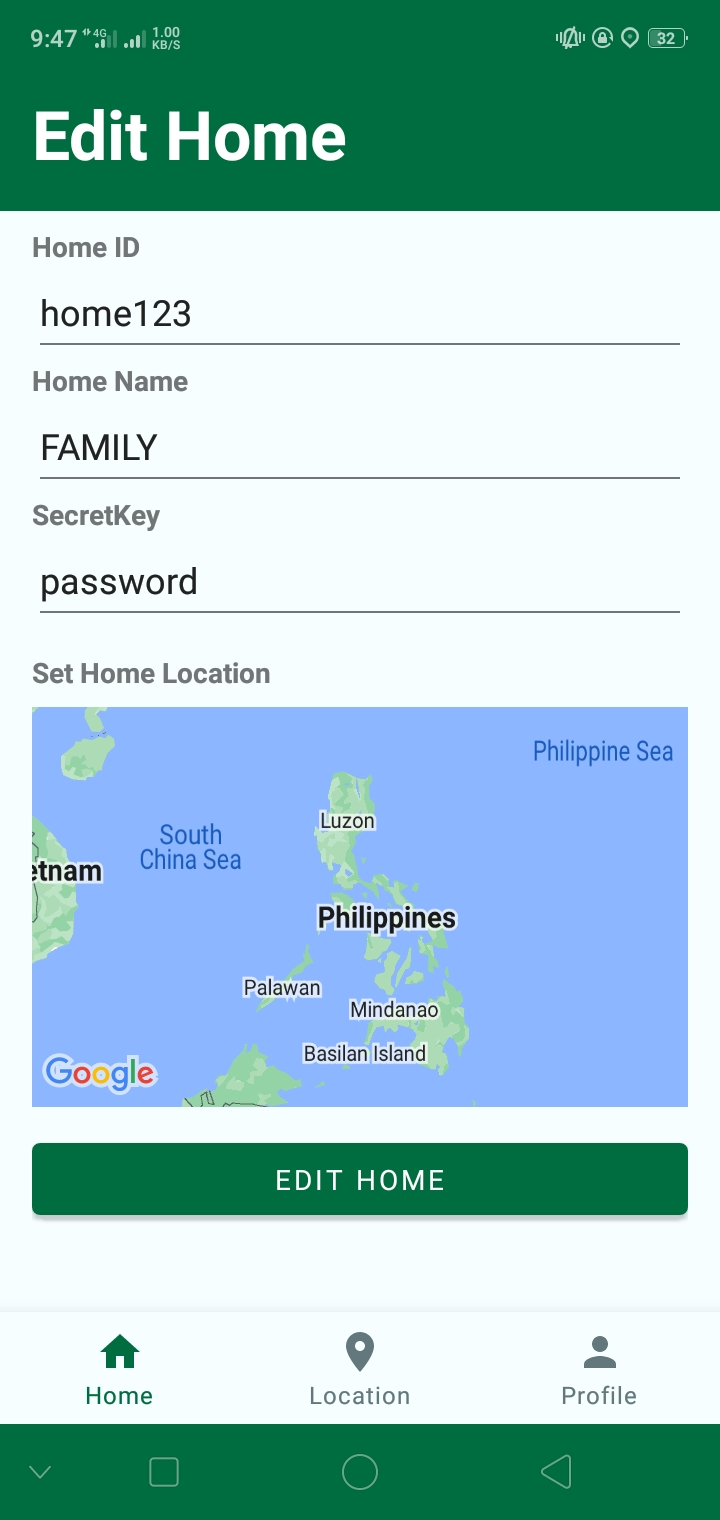 9:47 4G 1.00 KB/S 32
Edit Home
Home ID
home123
Home Name
FAMILY
SecretKey
password
Set Home Location
Philippine Sea
Luzon
South
China Sea
etnam
Philippines
Palawan
Mindanao
Basilan Island
Google
EDIT HOME
Home Location Profile